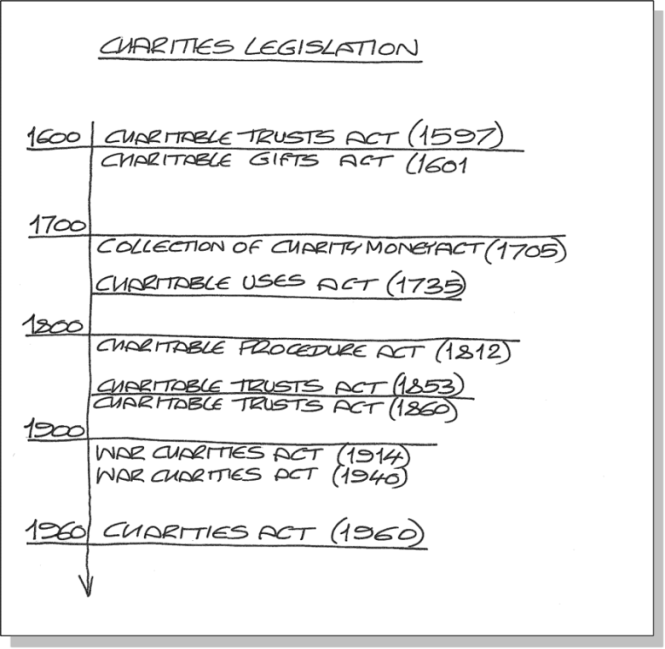 CHARITIES LEGISLATION
1600 CHARITABLE TRUSTS ACT (1597)
CHARITABLE GIFTS ACT (1601
1700
COLLECTION OF CHARITY MONEY ACT (1705)
CHARITABLE USES ACT (1735)
1800
CHARITABLE PROCEDURE ACT (1812)
CHARITABLE TRUSTS ACT (1853)
CHARITABLE TRUSTS ACT (1860)
1900
WAR CHARITIES ACT (1914)
WAR CHARITIES ACT (1940)
1960 CHARITIES ACT (1960)